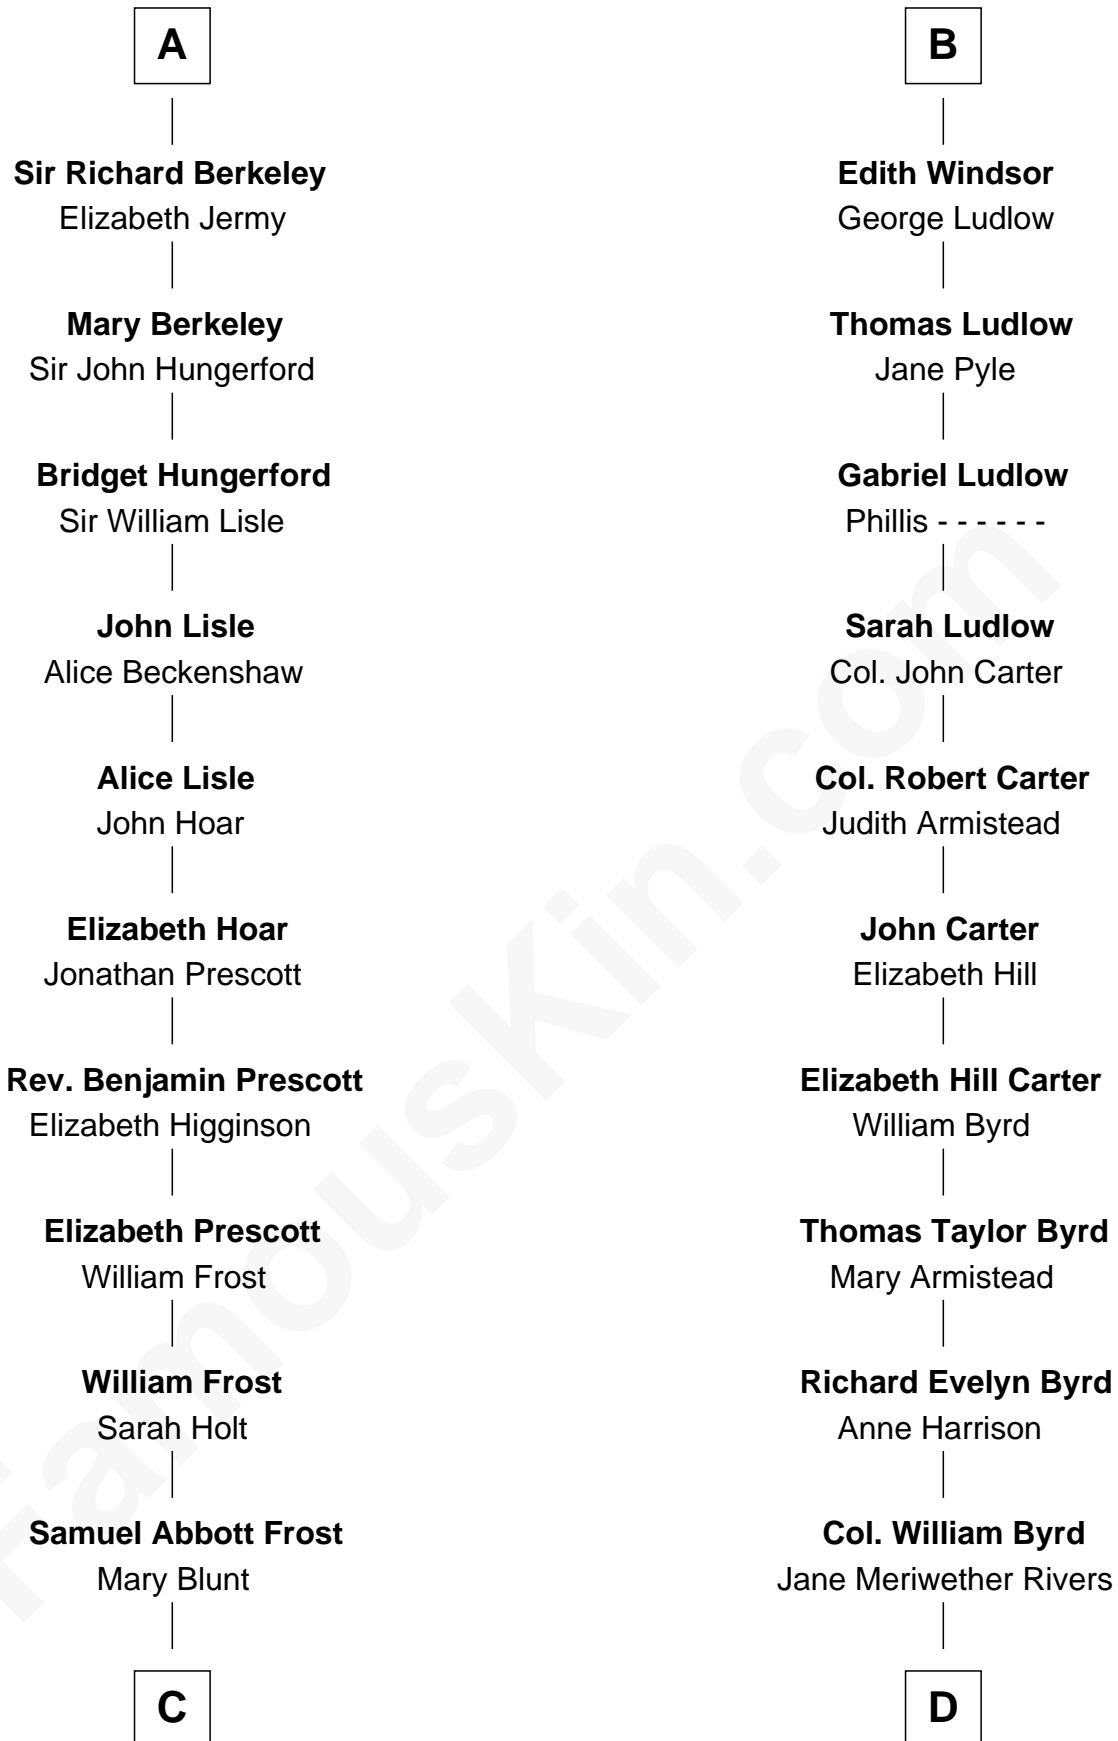 A
Sir Richard Berkeley
Elizabeth Jermy
Mary Berkeley
Sir John Hungerford
Bridget Hungerford
Sir William Lisle
John Lisle
Alice Beckenshaw
Alice Lisle
John Hoar
Elizabeth Hoar
Jonathan Prescott
Rev. Benjamin Prescott
Elizabeth Higginson
Elizabeth Prescott
William Frost
William Frost
Sarah Holt
Samuel Abbott Frost
Mary Blunt
C
B
Edith Windsor
George Ludlow
Thomas Ludlow
Jane Pyle
Gabriel Ludlow
Phillis - - - - - -
Sarah Ludlow
Col. John Carter
Col. Robert Carter
Judith Armistead
John Carter
Elizabeth Hill
Elizabeth Hill Carter
William Byrd
Thomas Taylor Byrd
Mary Armistead
Richard Evelyn Byrd
Anne Harrison
Col. William Byrd
Jane Meriwether Rivers
D
FamousKin.com